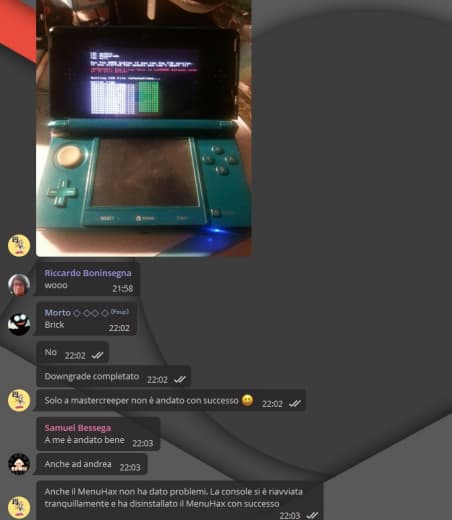 Riccardo Boninsegna
wooo 21:58
Morto ◇ ◇ ◇ ◇
Brick 22:02
No 22:02
Downgrade completato 22:02
Solo a mastercreeper non è andato con successo 😀 22:02
Samuel Bessega
A me è andato bene 22:03
Anche ad andrea 22:03
Anche il MenuHax non ha dato problemi. La console si è riavviata
tranquillamente e ha disinstallato il MenuHax con successo
22:03